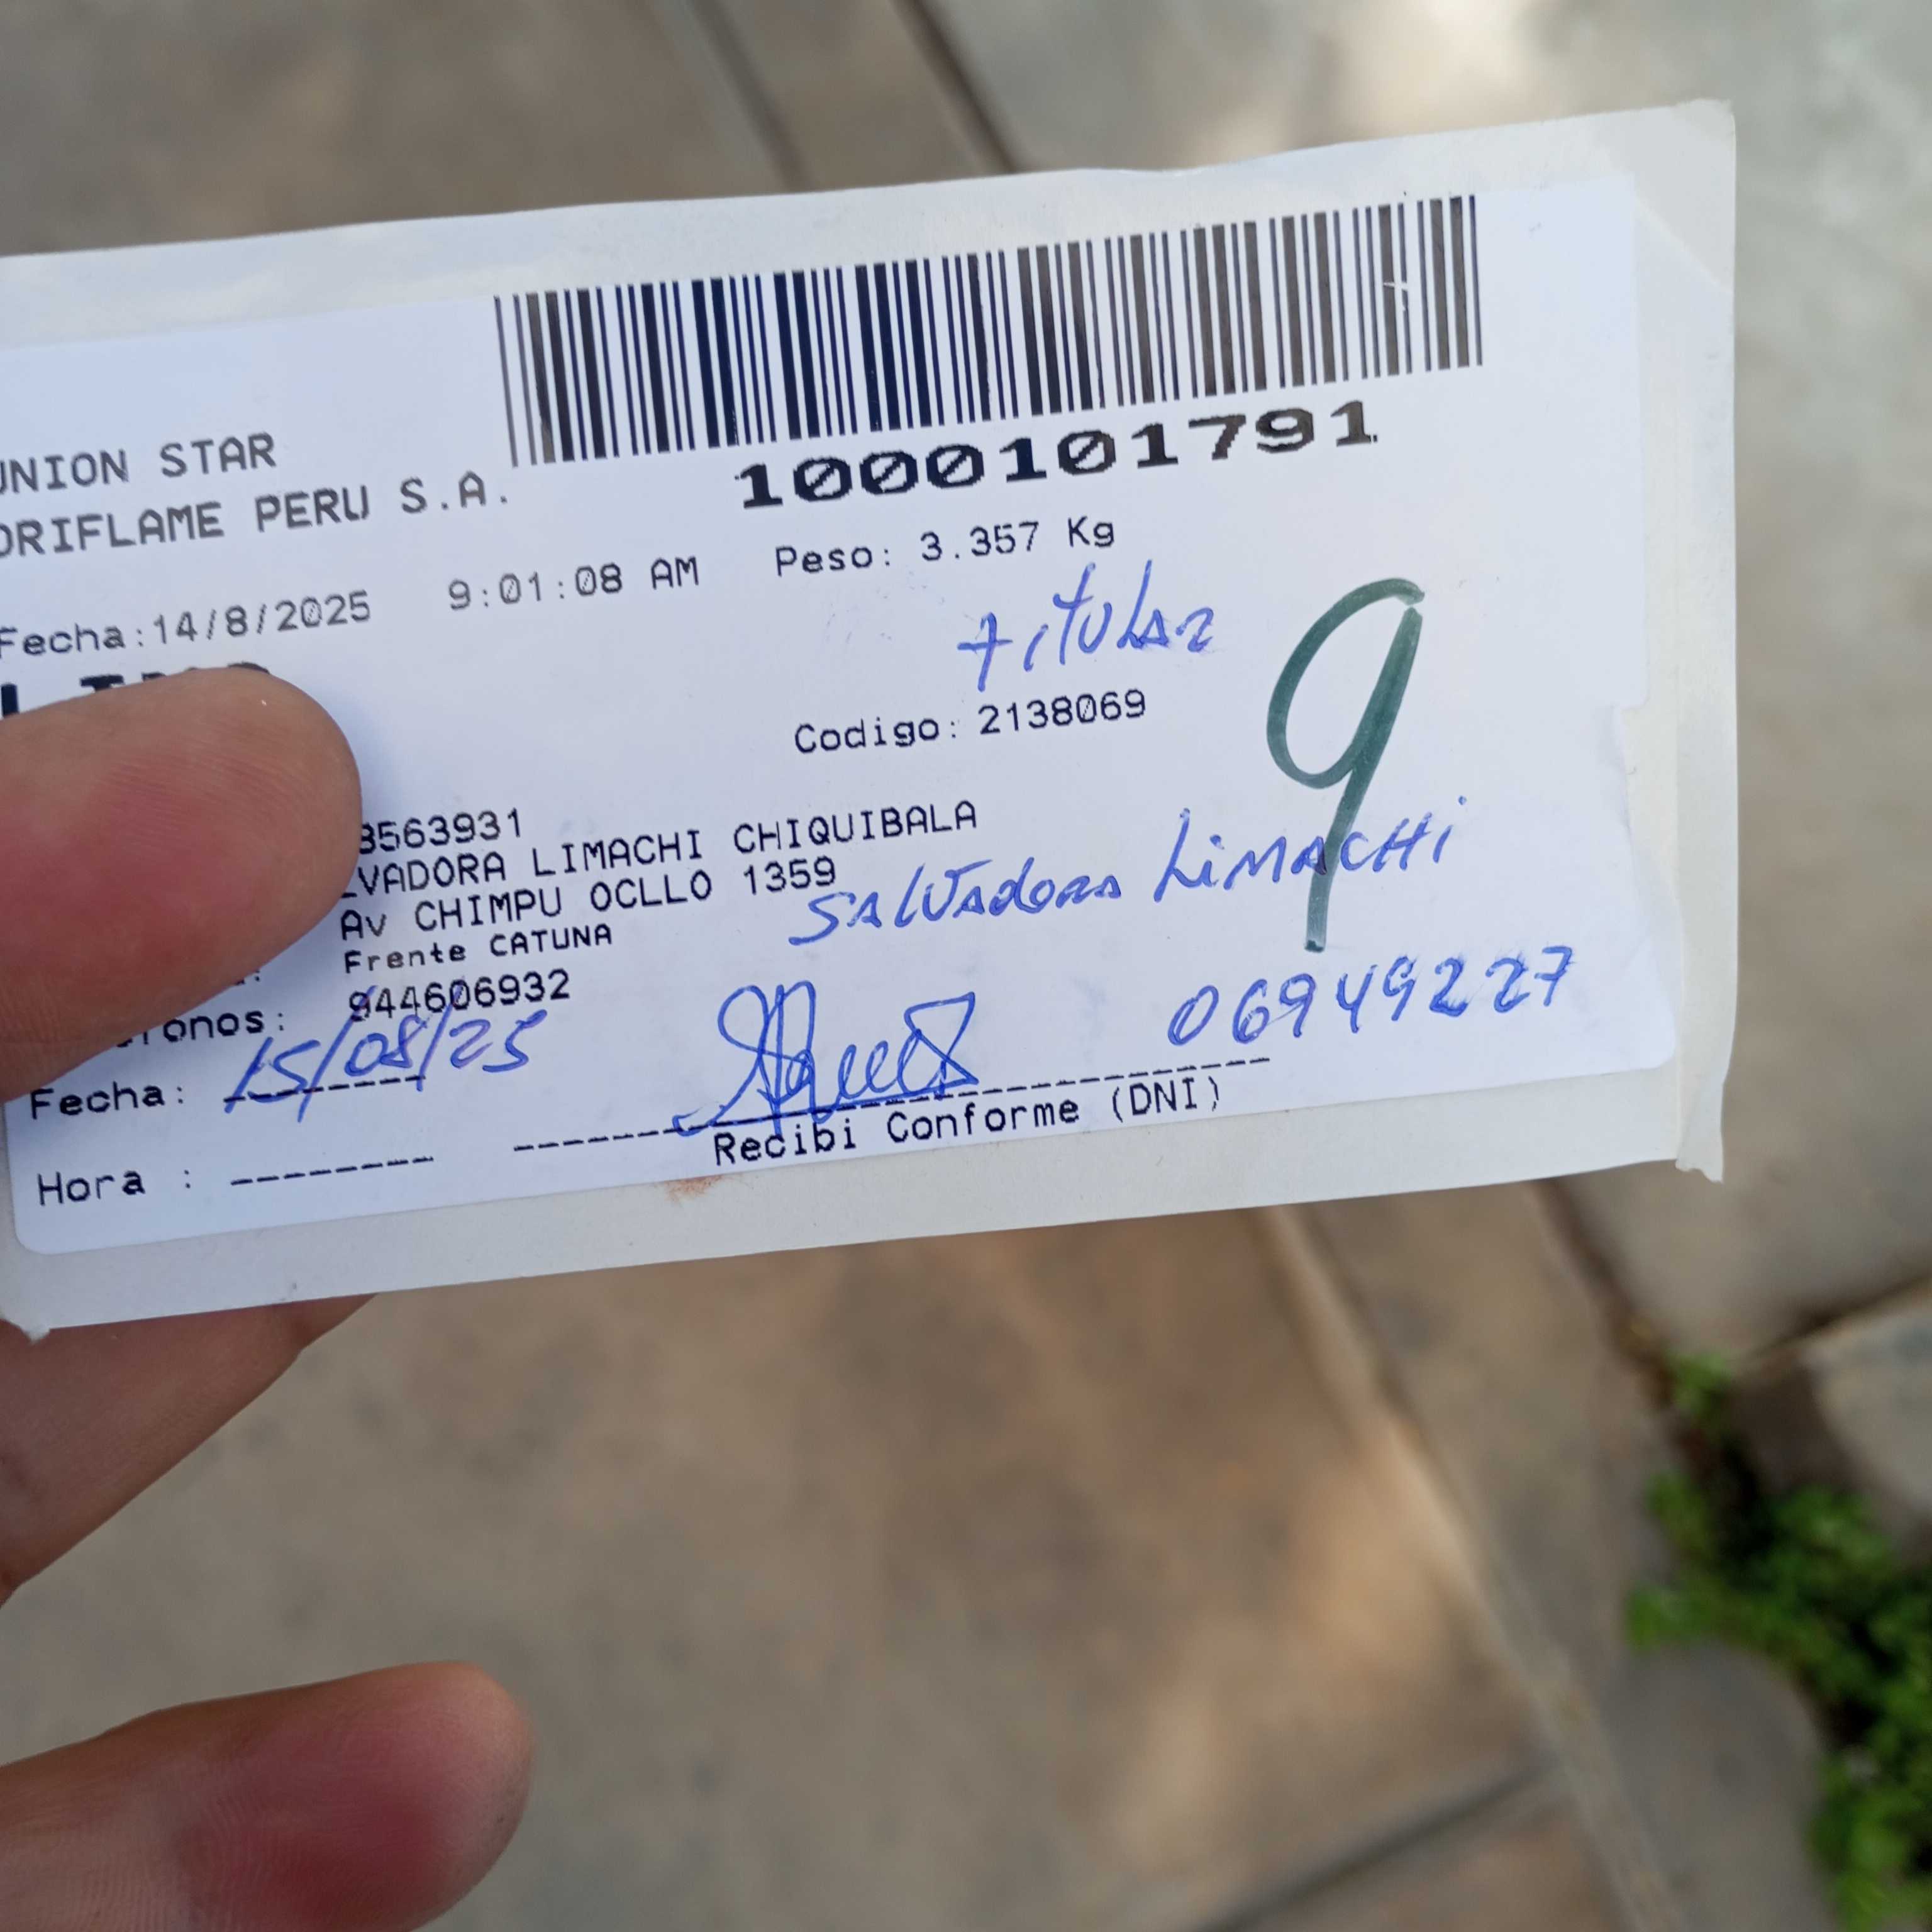 UNION STAR
ORIFLAME PERU S.A.
1000101791
Fecha:14/8/2025 9:01:08 AM Peso: 3.357 Kg
titular
Codigo: 2138069
9
3563931
LVADORA LIMACHI CHIQUIBALA
Av CHIMPU OCLLO 1359
Frente CATUNA
SALVadora LiMACHi
944606932
onos:
Fecha: 15/08/25
06949227
Recibi Conforme (DNI)
Hora :